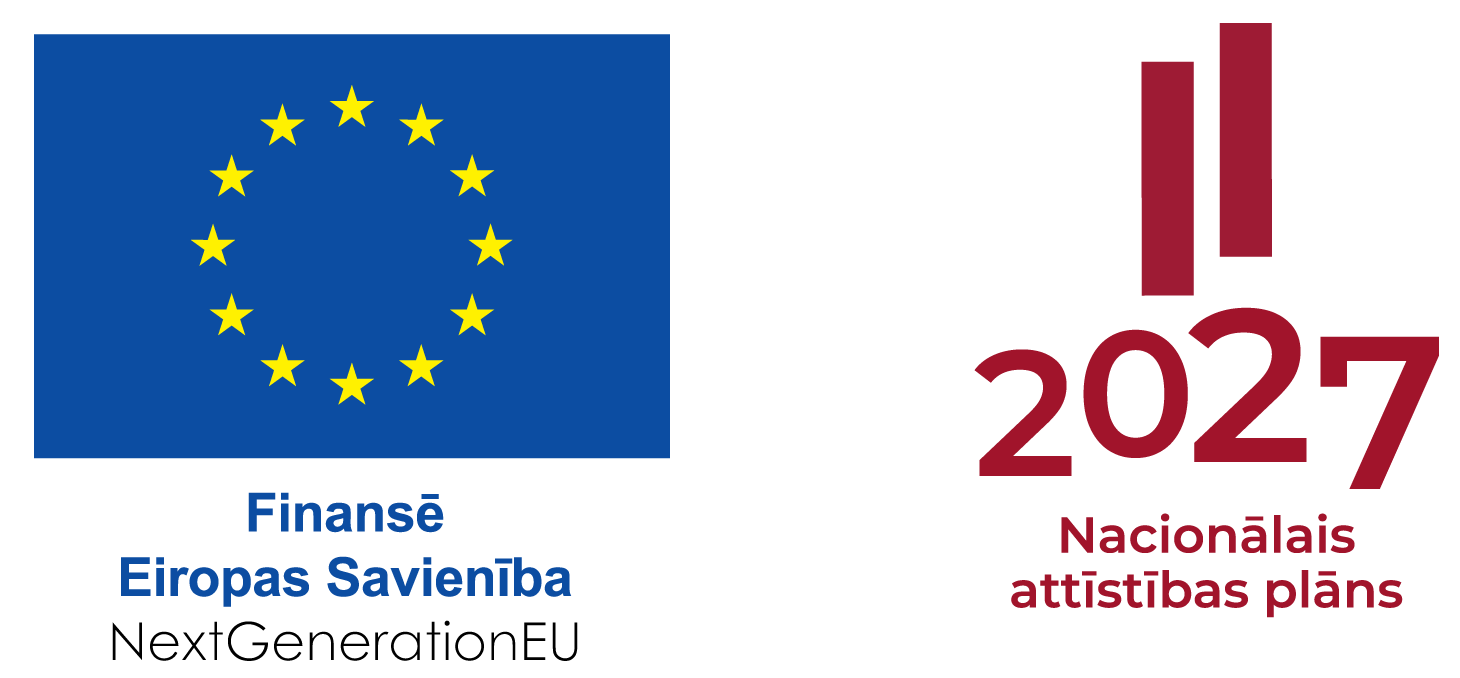 Finansē
Eiropas Savienība
NextGenerationEU
2027
Nacionālais
attīstības plāns